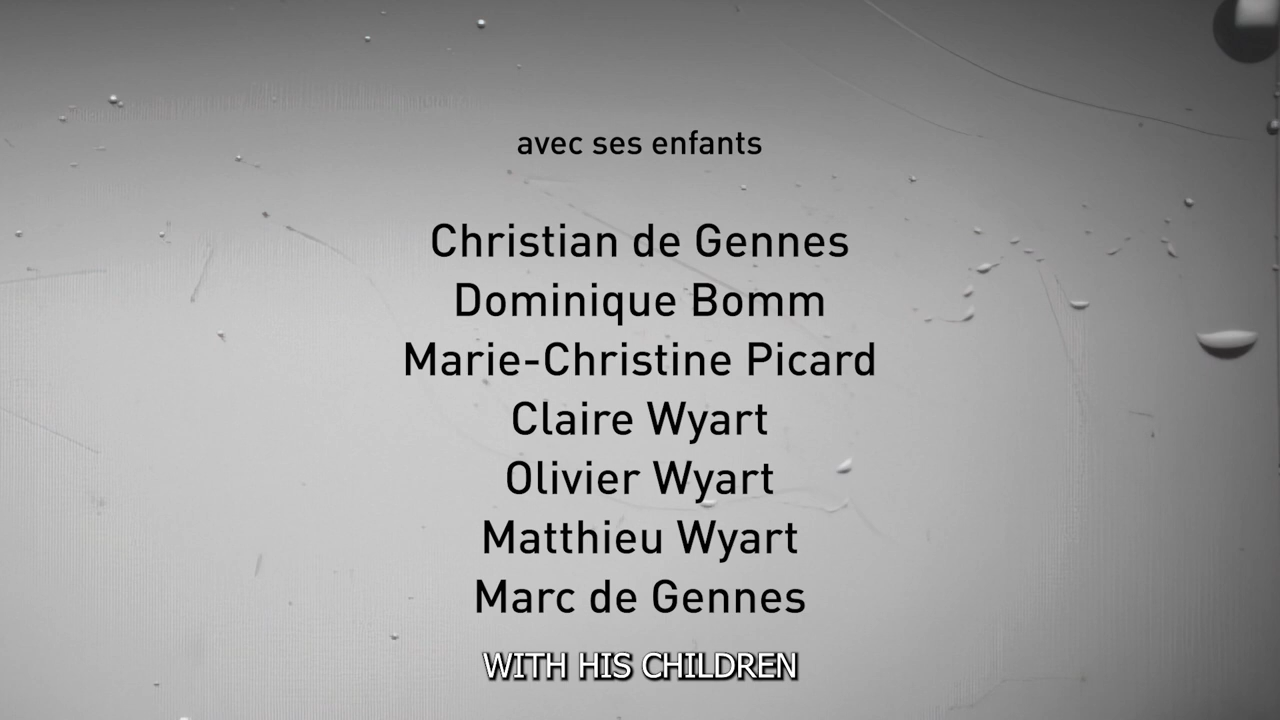 avec ses enfants
Christian de Gennes
Dominique Bomm
Marie-Christine Picard
Claire Wyart
Olivier Wyart
Matthieu Wyart
Marc de Gennes
WITH HIS CHILDREN